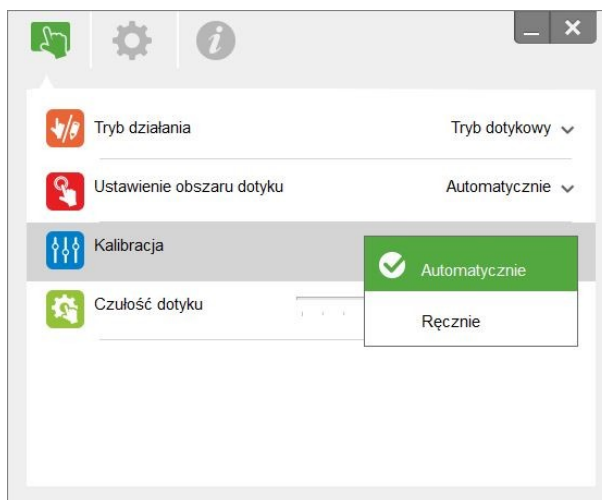 Tryb działania Tryb dotykowy
Ustawienie obszaru dotyku Automatycznie
Kalibracja
Automatycznie
Czułość dotyku
Ręcznie